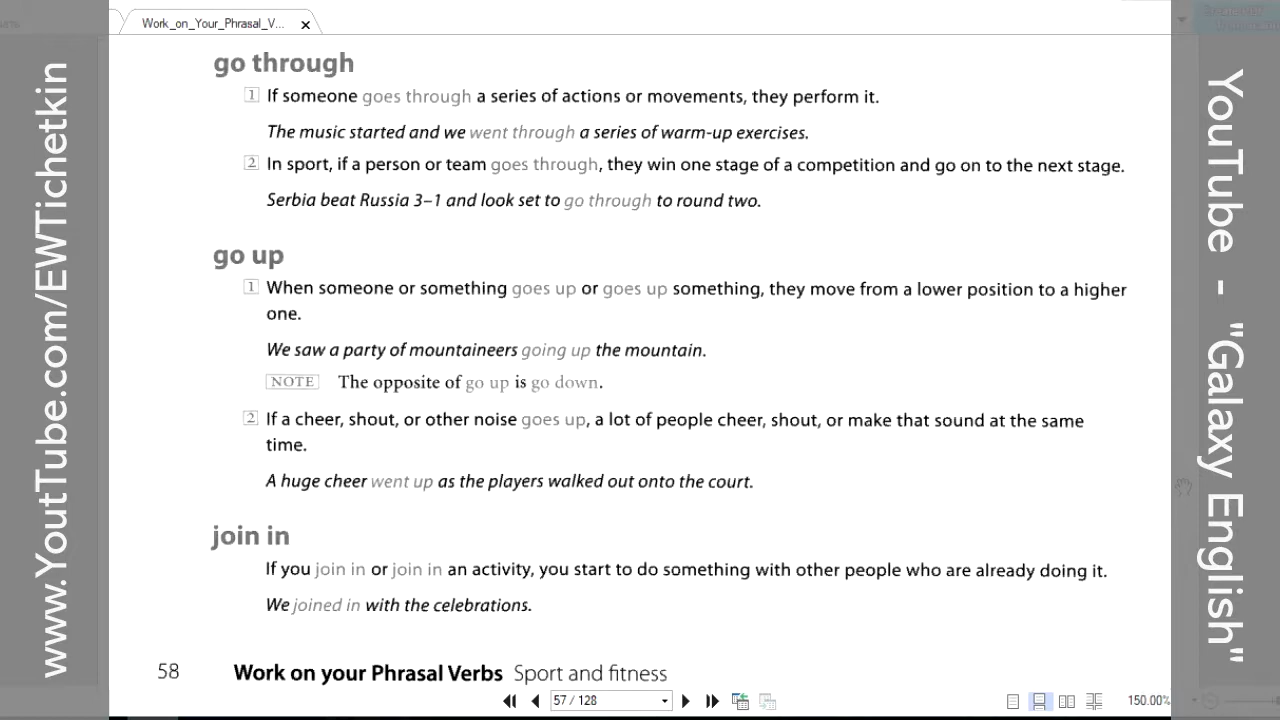 Work_on_Your_Phrasal_V...
go through
1 If someone goes through a series of actions or movements, they perform it.
The music started and we went through a series of warm-up exercises.
2 In sport, if a person or team goes through, they win one stage of a competition and go on to the next stage.
Serbia beat Russia 3–1 and look set to go through to round two.
go up
1 When someone or something goes up or goes up something, they move from a lower position to a higher
one.
We saw a party of mountaineers going up the mountain.
NOTE The opposite of go up is go down.
2 If a cheer, shout, or other noise goes up, a lot of people cheer, shout, or make that sound at the same
time.
A huge cheer went up as the players walked out onto the court.
join in
If you join in or join in an activity, you start to do something with other people who are already doing it.
We joined in with the celebrations.
58 Work on your Phrasal Verbs Sport and fitness
57 / 128
150.00%
www.YoutTube.com/EWTichetkin
YouTube - "Galaxy English"